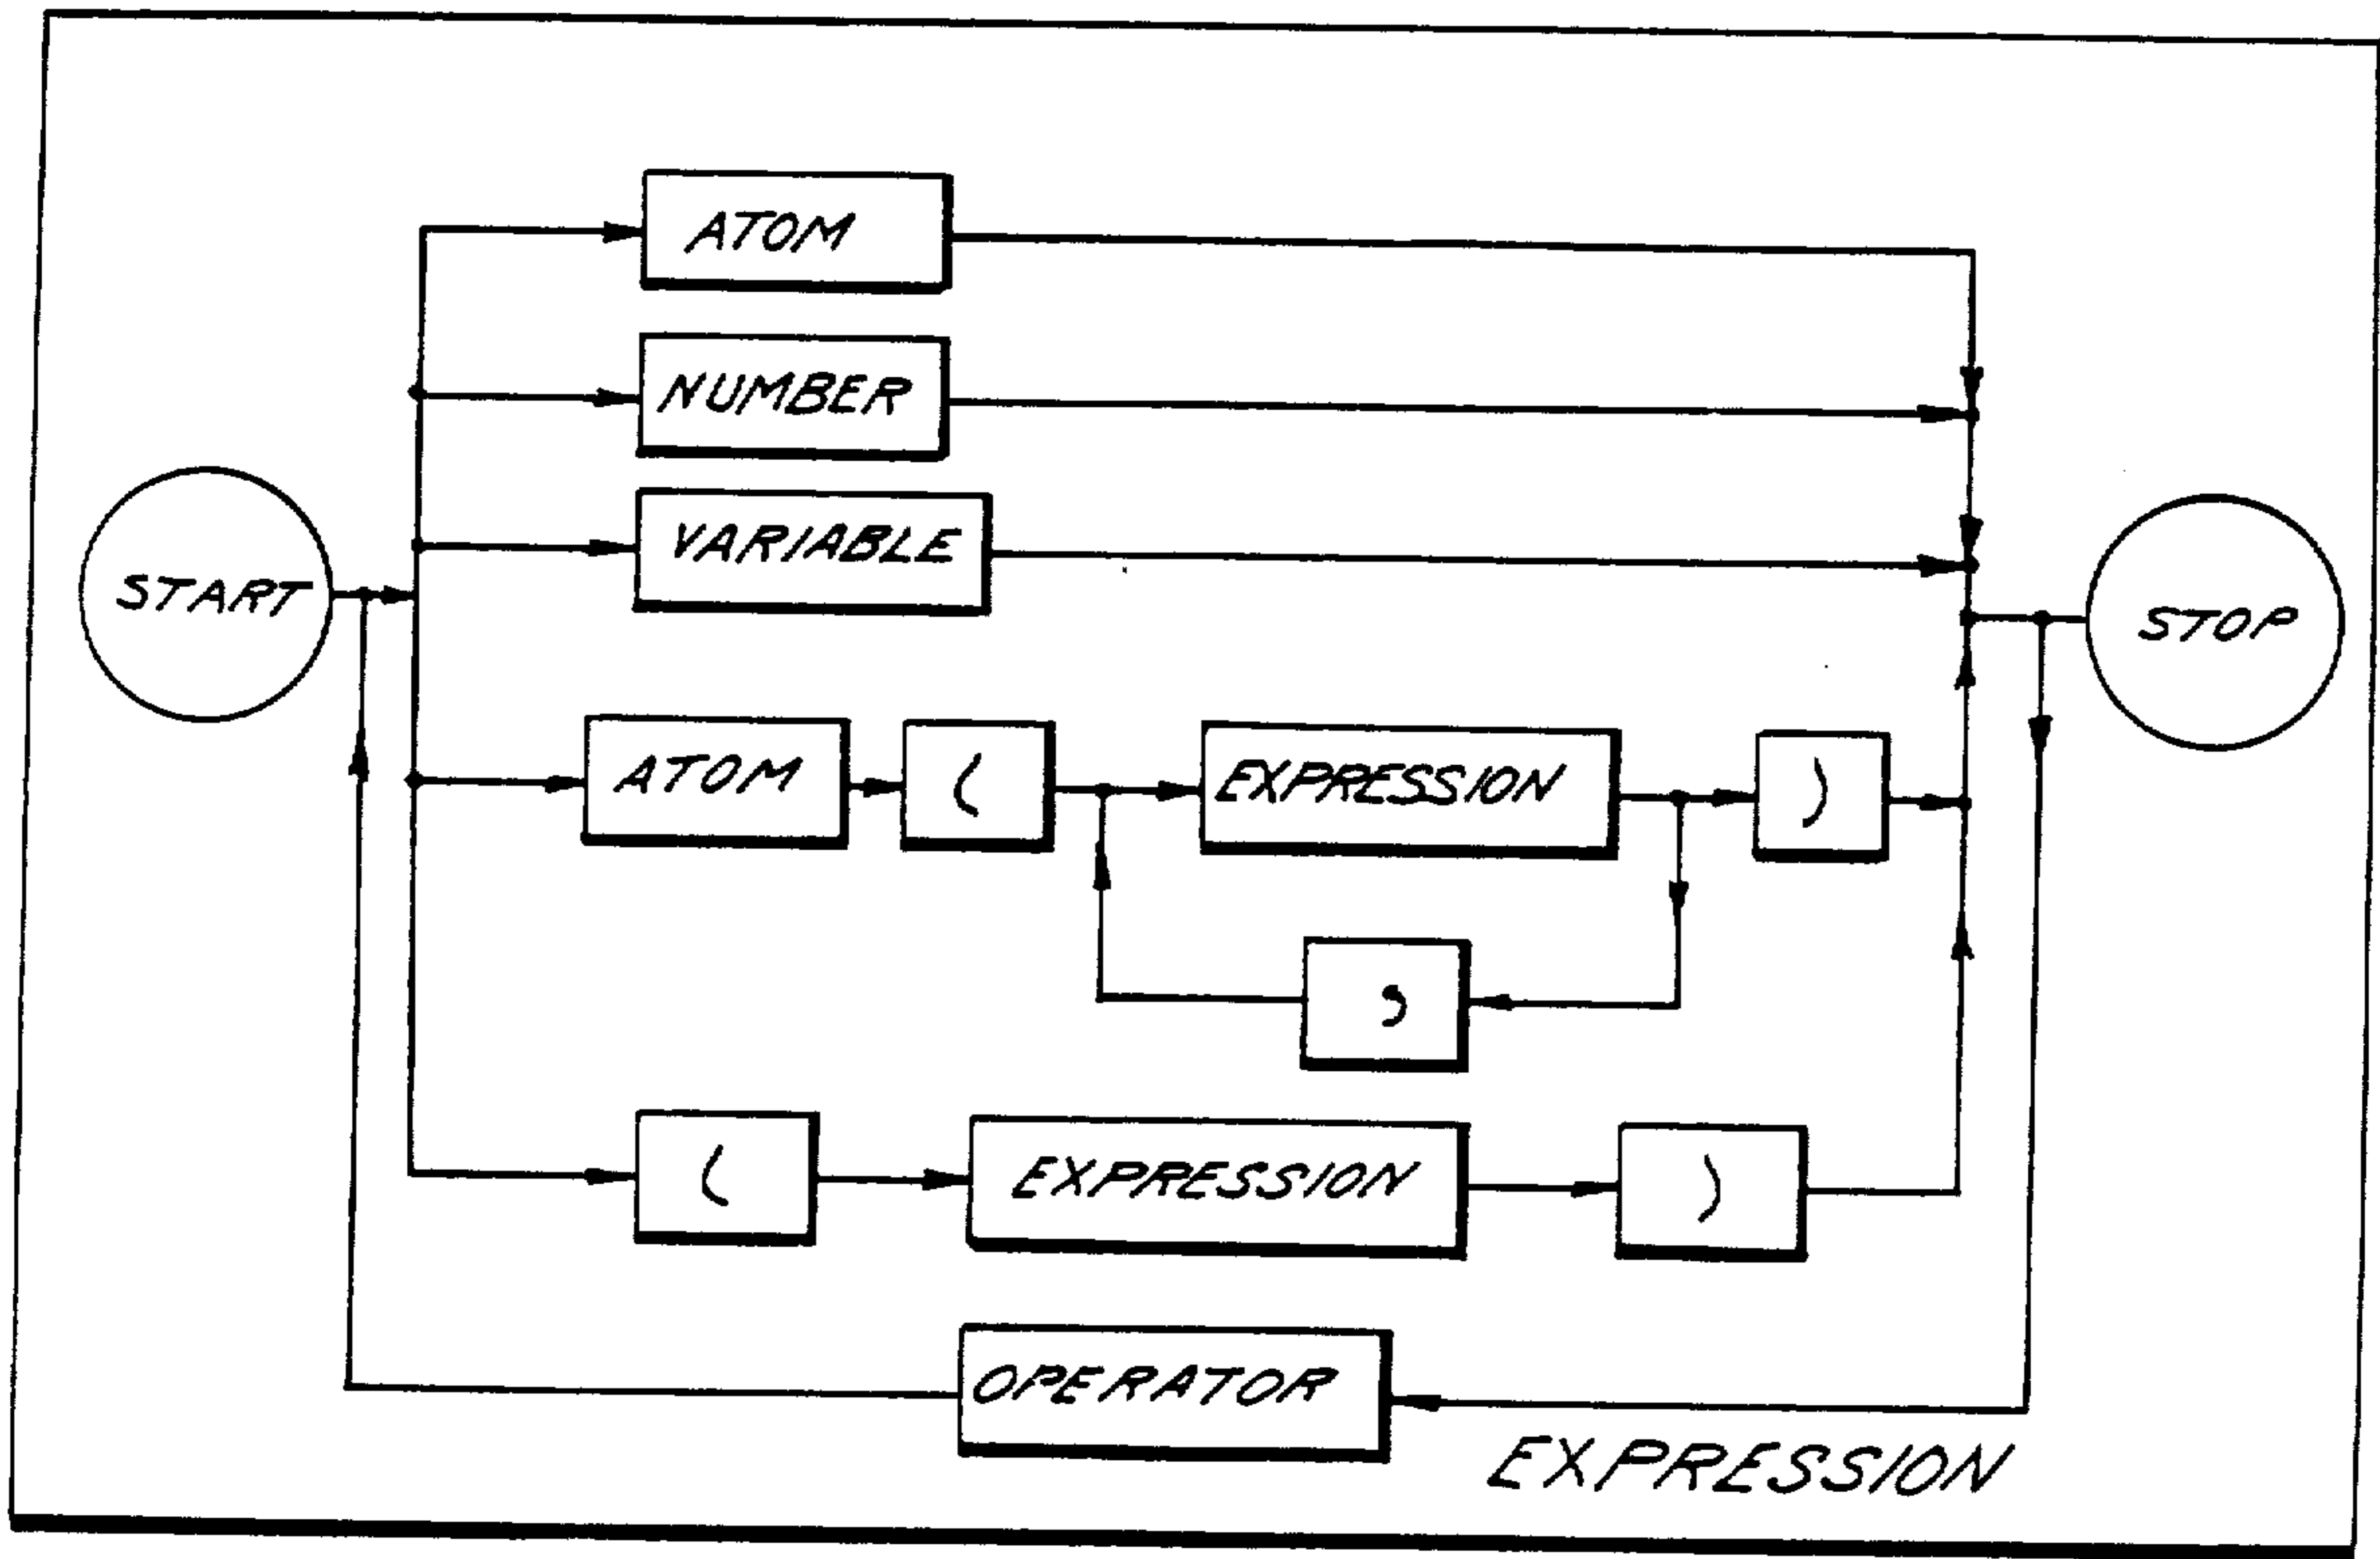 ATOM
NUMBER
VARIABLE
START
STOP
ATOM ( EXPRESSION )
,
( EXPRESSION )
OPERATOR
EXPRESSION